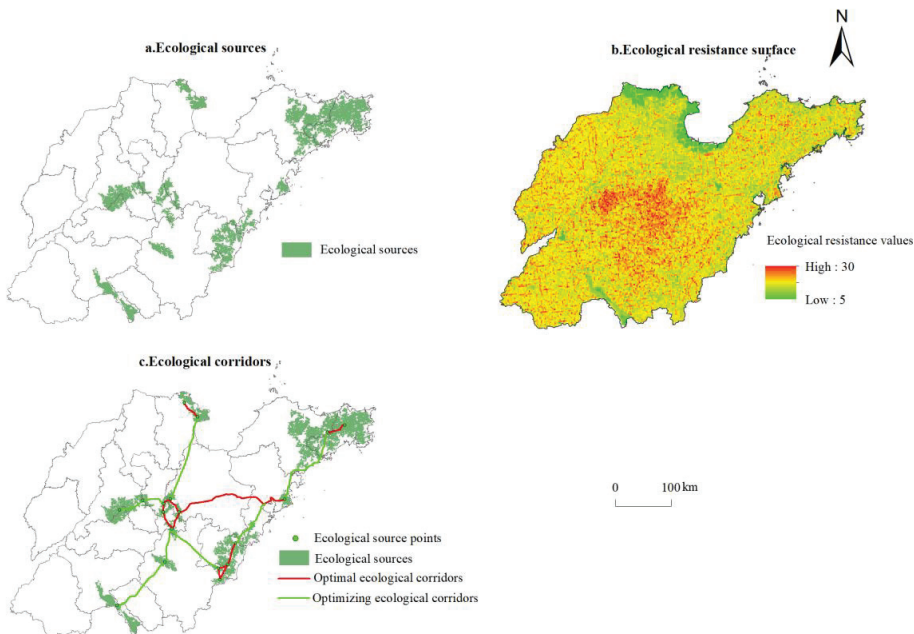 a.Ecological sources
Ecological sources
N
b.Ecological resistance surface
Ecological resistance values
High : 30
Low : 5
c.Ecological corridors
Ecological source points
Ecological sources
Optimal ecological corridors
Optimizing ecological corridors
0 100 km